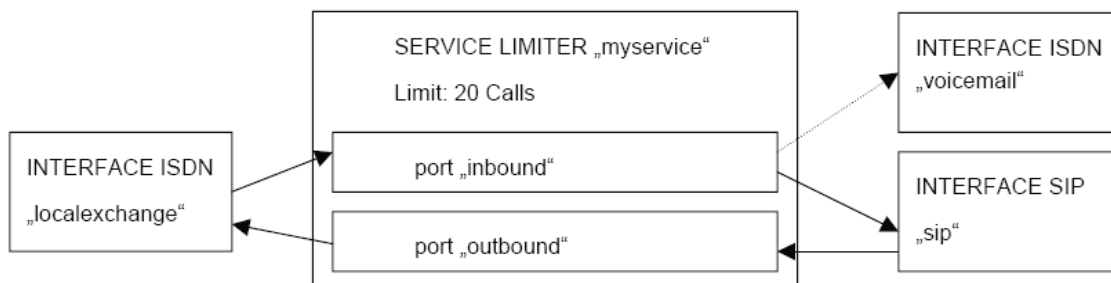 SERVICE LIMITER „myservice“
Limit: 20 Calls
INTERFACE ISDN
„voicemail“
INTERFACE ISDN
„localexchange“
port „inbound“
port „outbound“
INTERFACE SIP
„sip“